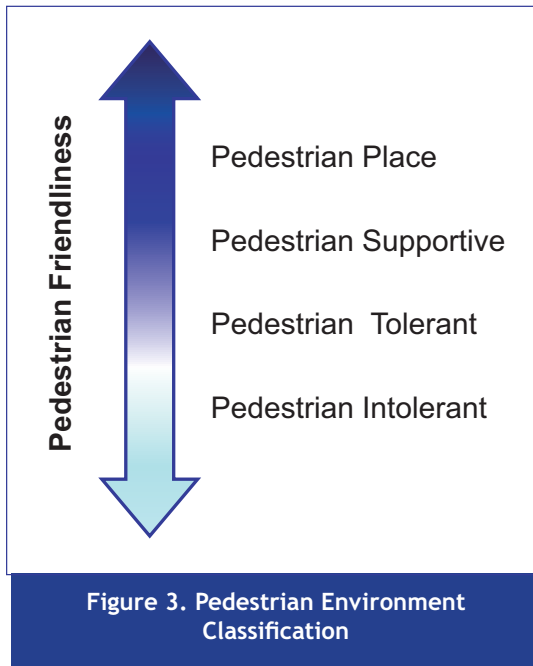 Pedestrian Friendliness
Pedestrian Place
Pedestrian Supportive
Pedestrian Tolerant
Pedestrian Intolerant
Figure 3. Pedestrian Environment
Classification